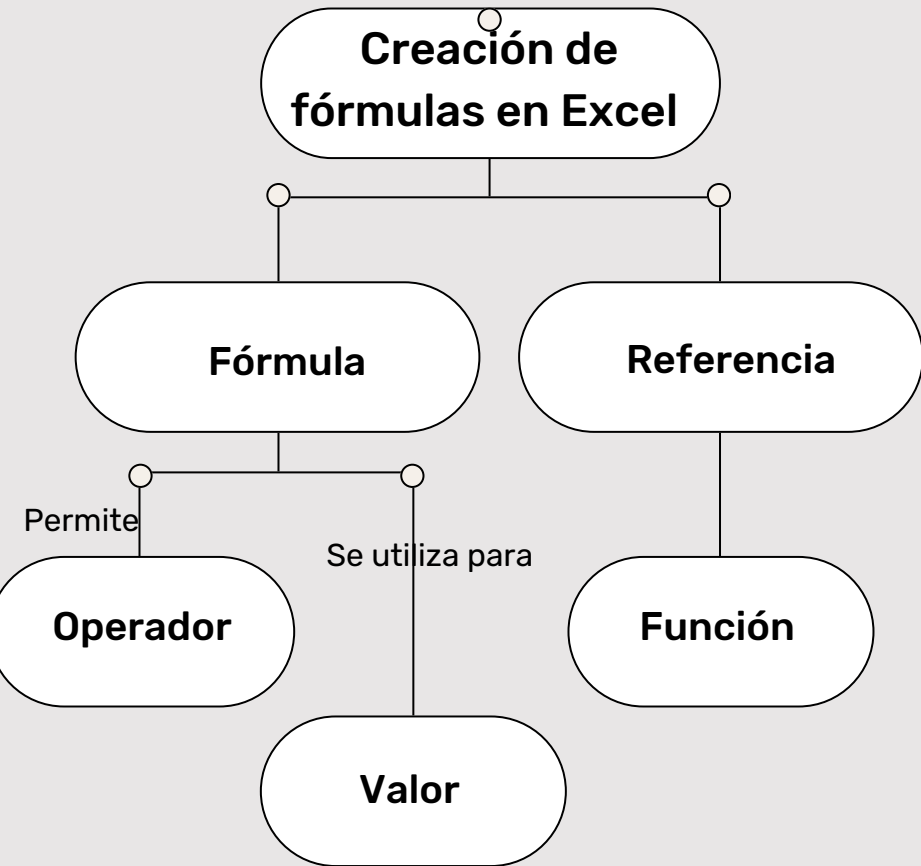 Creación de
fórmulas en Excel
Fórmula
Referencia
Permite
Se utiliza para
Operador
Función
Valor